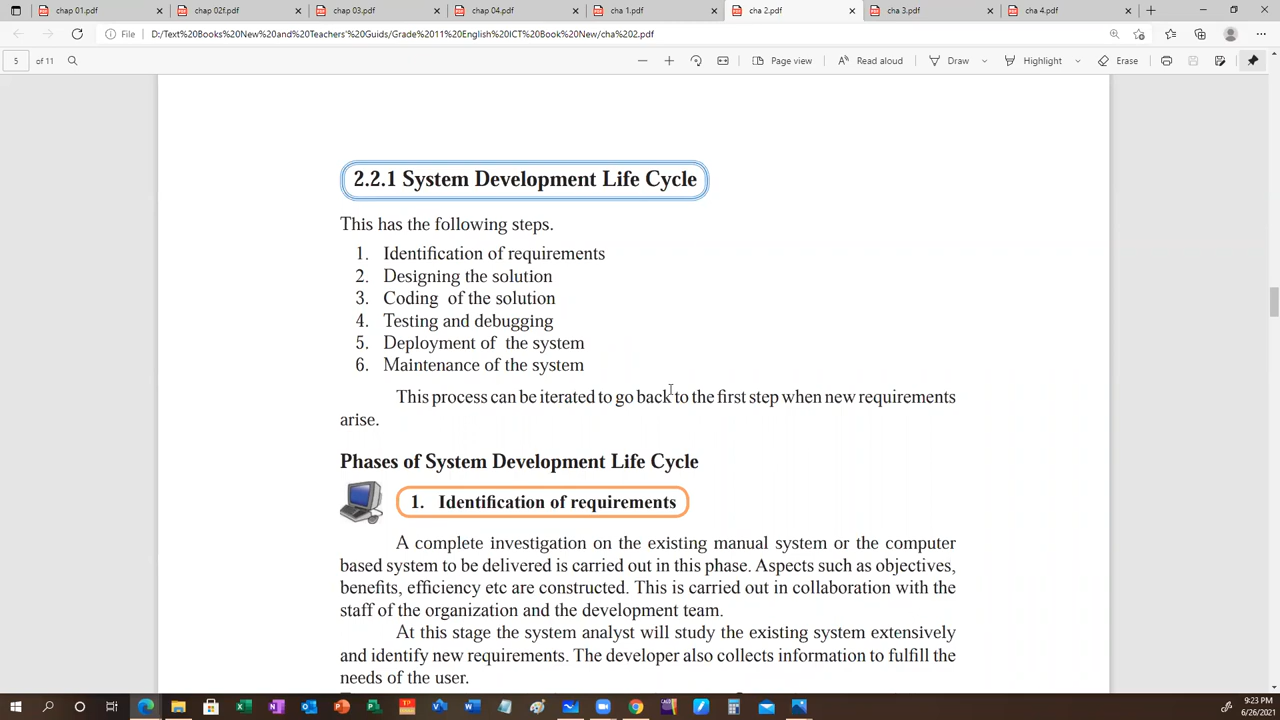 chap 01.pdf
chap 02f.pdf
chap 03.pdf
chap 04.pdf
cha 1.pdf
cha 2.pdf
cha 3.pdf
cha 4.pdf
File
D:/Text%20Books%20New%20and%20Teachers'%20Guids/Grade%2011%20English%20ICT%20Book%20New/cha%202.pdf
5 of 11
Page view
Read aloud
Draw
Highlight
Erase
2.2.1 System Development Life Cycle
This has the following steps.
1. Identification of requirements
2. Designing the solution
3. Coding of the solution
4. Testing and debugging
5. Deployment of the system
6. Maintenance of the system
This process can be iterated to go back to the first step when new requirements
arise.
Phases of System Development Life Cycle
1. Identification of requirements
A complete investigation on the existing manual system or the computer
based system to be delivered is carried out in this phase. Aspects such as objectives,
benefits, efficiency etc are constructed. This is carried out in collaboration with the
staff of the organization and the development team.
At this stage the system analyst will study the existing system extensively
and identify new requirements. The developer also collects information to fulfill the
needs of the user.
9:23 PM
6/26/2021